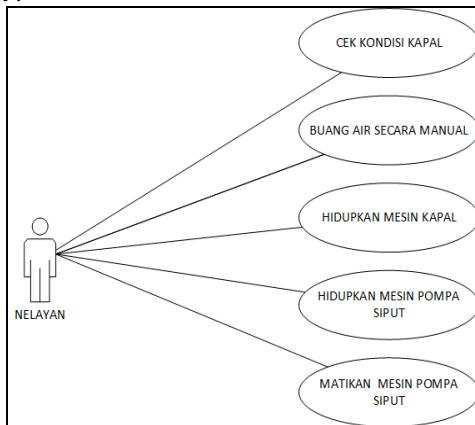 CEK KONDISI KAPAL
BUANG AIR SECARA MANUAL
HIDUPKAN MESIN KAPAL
NELAYAN
HIDUPKAN MESIN POMPA
SIPUT
MATIKAN MESIN POMPA
SIPUT